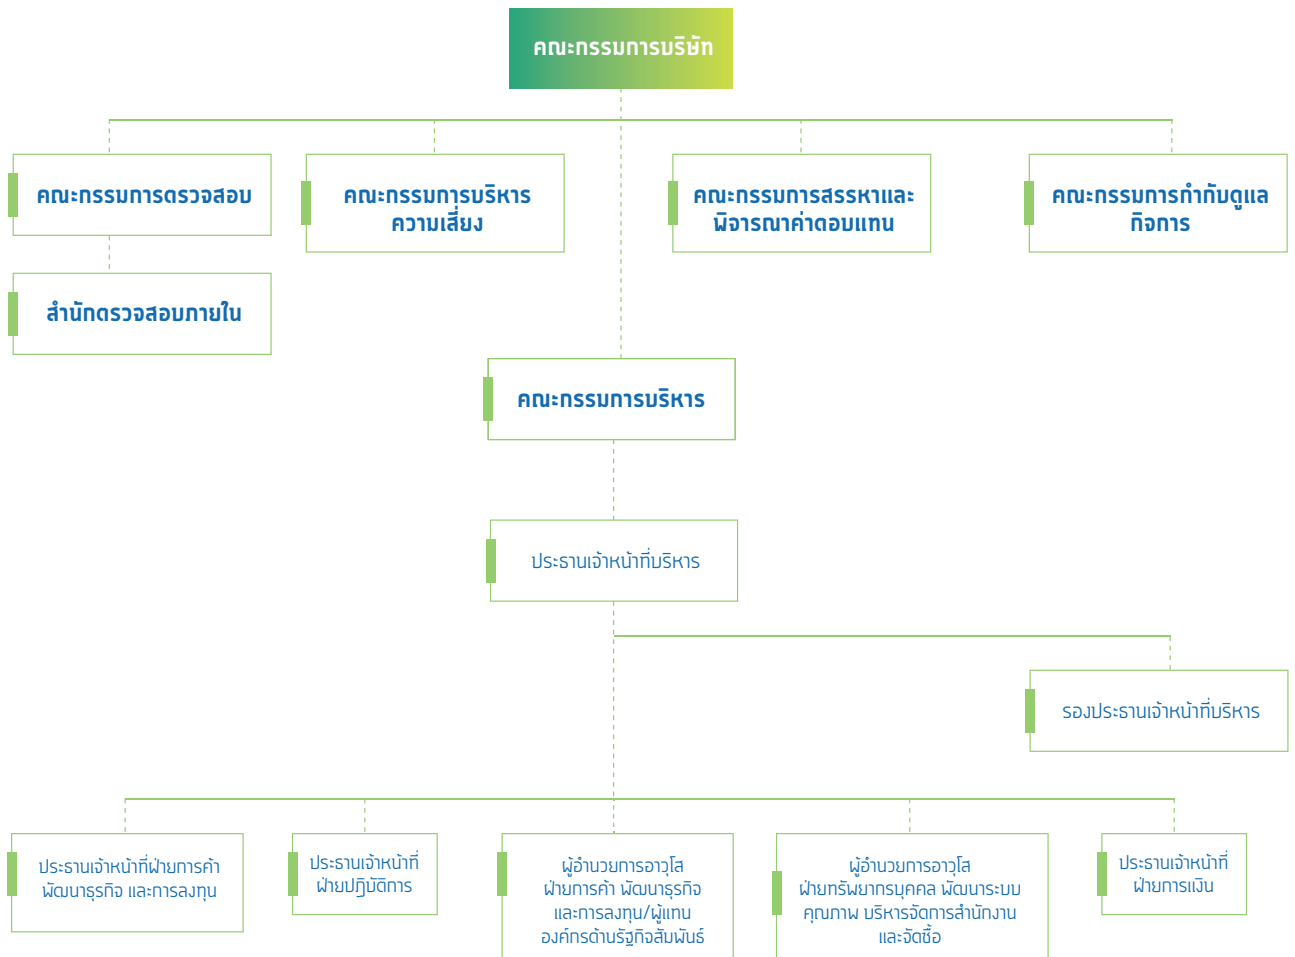 คณะกรรมการบริษัท
คณะกรรมการตรวจสอบ
คณะกรรมการบริหาร
ความเสี่ยง
คณะกรรมการสรรหาและ
พิจารณาค่าตอบแทน
คณะกรรมการกำกับดูแล
กิจการ
สำนักตรวจสอบภายใน
คณะกรรมการบริหาร
ประธานเจ้าหน้าที่บริหาร
รองประธานเจ้าหน้าที่บริหาร
ประธานเจ้าหน้าที่ฝ่ายการค้า
พัฒนาธุรกิจ และการลงทุน
ประธานเจ้าหน้าที่
ฝ่ายปฏิบัติการ
ผู้อำนวยการอาวุโส
ฝ่ายการค้า พัฒนาธุรกิจ
และการลงทุน/ผู้แทน
องค์กรด้านรัฐกิจสัมพันธ์
ผู้อำนวยการอาวุโส
ฝ่ายทรัพยากรบุคคล พัฒนาระบบ
คุณภาพ บริหารจัดการสำนักงาน
และจัดซื้อ
ประธานเจ้าหน้าที่
ฝ่ายการเงิน